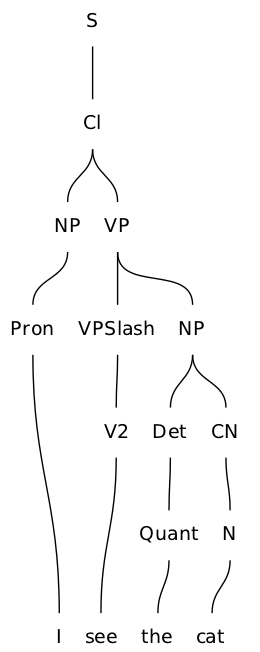 S
Cl
NP VP
Pron VPSlash NP
V2 Det CN
Quant N
I see the cat